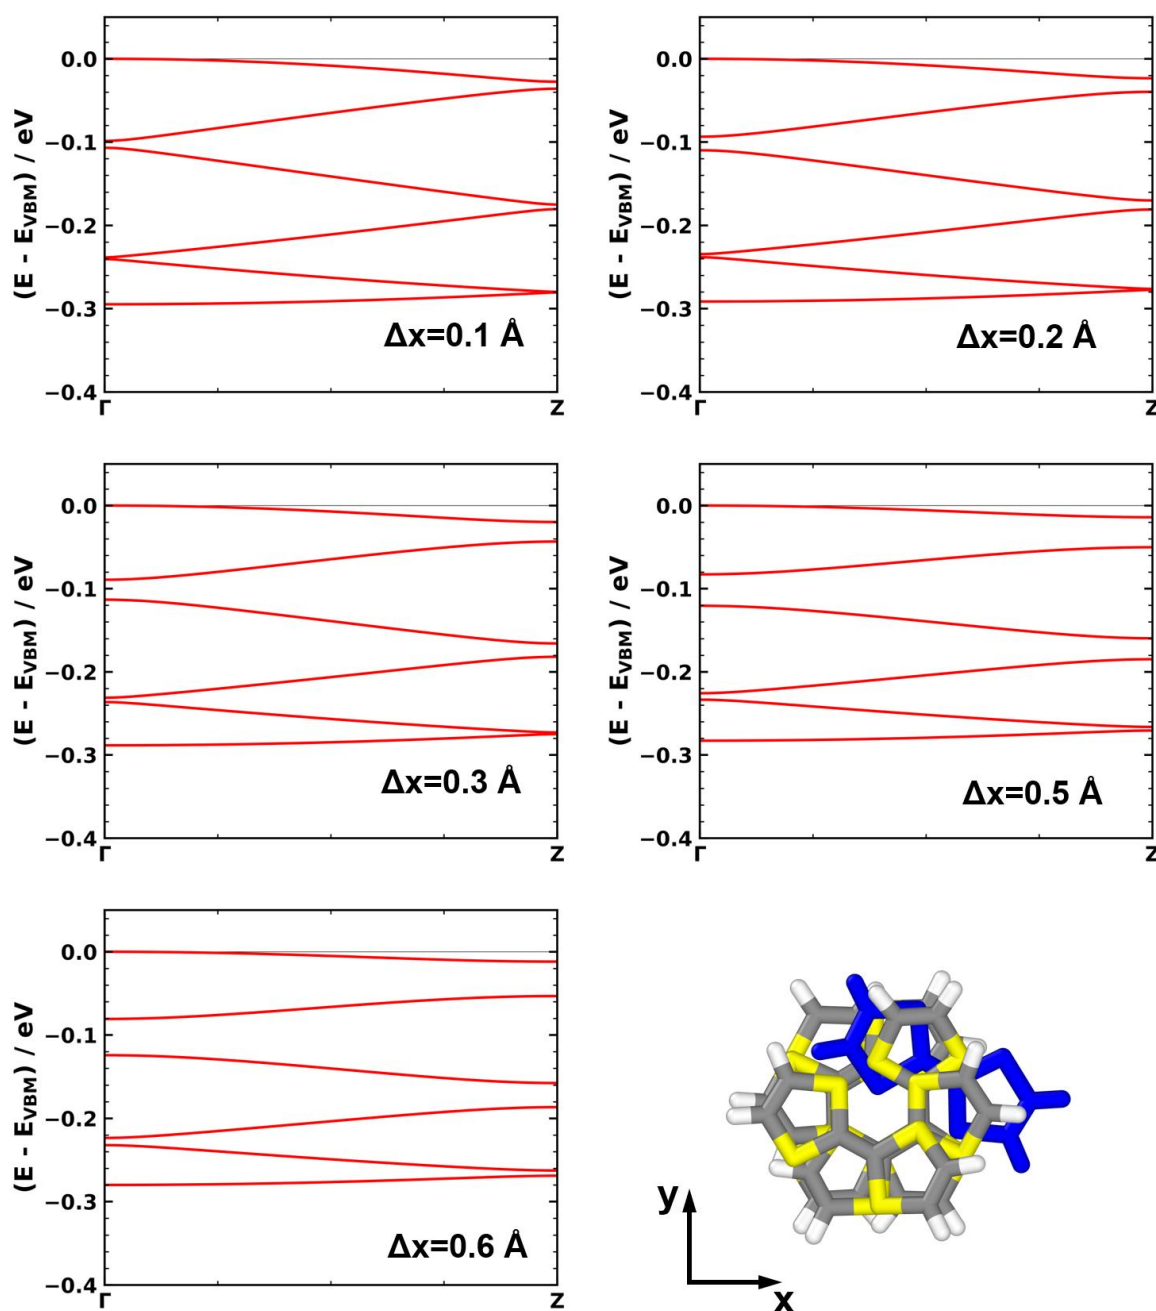 (E - E_VBM) / eV
0.0
−0.1
−0.2
−0.3
−0.4
Γ
Z
Δx=0.1 Å
(E - E_VBM) / eV
0.0
−0.1
−0.2
−0.3
−0.4
Γ
Z
Δx=0.2 Å
(E - E_VBM) / eV
0.0
−0.1
−0.2
−0.3
−0.4
Γ
Z
Δx=0.3 Å
(E - E_VBM) / eV
0.0
−0.1
−0.2
−0.3
−0.4
Γ
Z
Δx=0.5 Å
(E - E_VBM) / eV
0.0
−0.1
−0.2
−0.3
−0.4
Γ
Z
Δx=0.6 Å
y
x